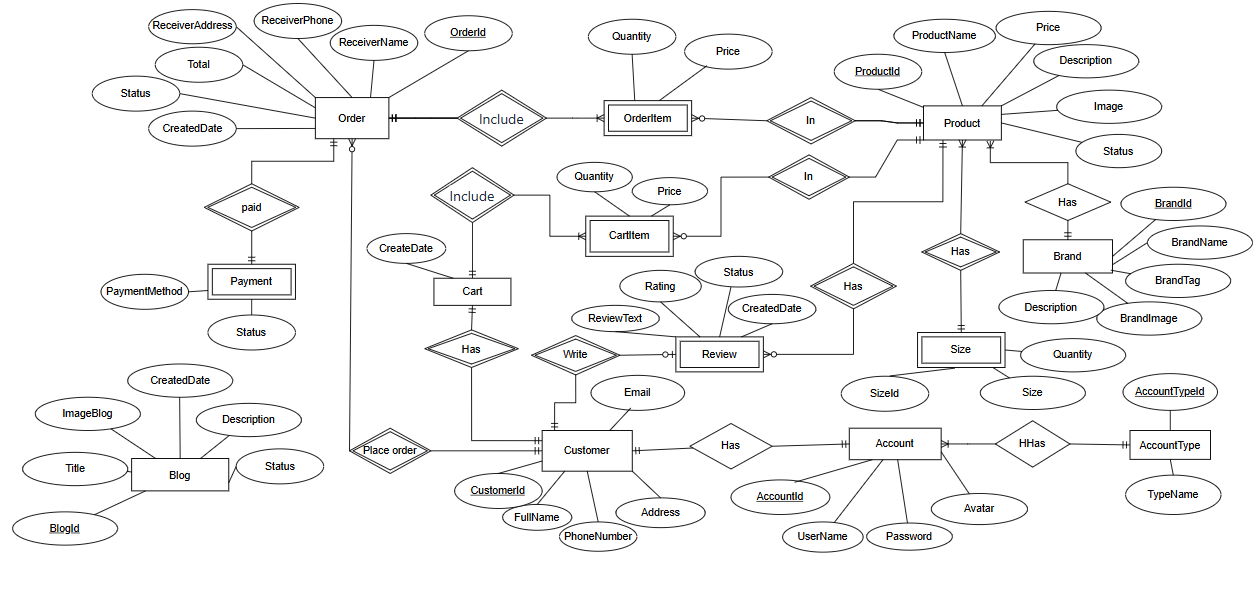 ReceiverAddress
ReceiverPhone
ReceiverName
OrderId
Total
Status
CreatedDate
Order
Include
Quantity
Price
OrderItem
In
ProductName
Price
ProductId
Description
Image
Status
Product
paid
Include
Quantity
Price
CartItem
In
Has
BrandId
BrandName
BrandTag
BrandImage
Description
Brand
PaymentMethod
Payment
Status
CreateDate
Cart
Has
Rating
Status
ReviewText
CreatedDate
Write
Review
Has
Has
Size
Quantity
SizeId
Size
CreatedDate
ImageBlog
Description
Title
Status
Blog
BlogId
Place order
Email
Customer
CustomerId
FullName
PhoneNumber
Address
Has
Account
AccountId
UserName
Password
Avatar
HHas
AccountTypeId
AccountType
TypeName